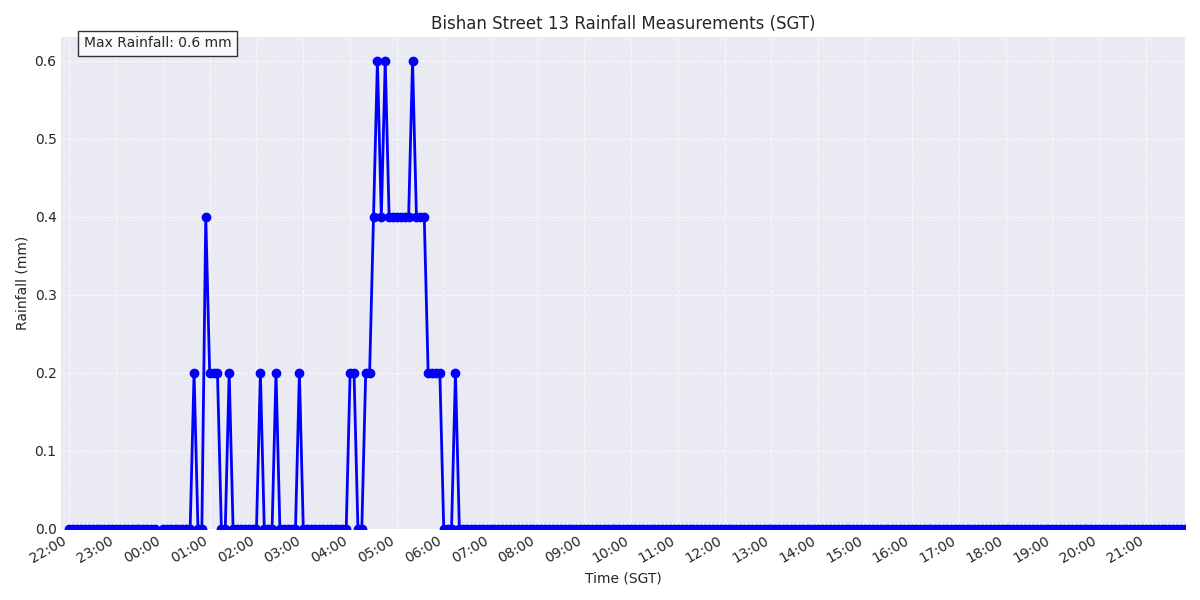 Bishan Street 13 Rainfall Measurements (SGT)
Max Rainfall: 0.6 mm
Rainfall (mm)
0.6
0.5
0.4
0.3
0.2
0.1
0.0
22:00 23:00 00:00 01:00 02:00 03:00 04:00 05:00 06:00 07:00 08:00 09:00 10:00 11:00 12:00 13:00 14:00 15:00 16:00 17:00 18:00 19:00 20:00 21:00
Time (SGT)